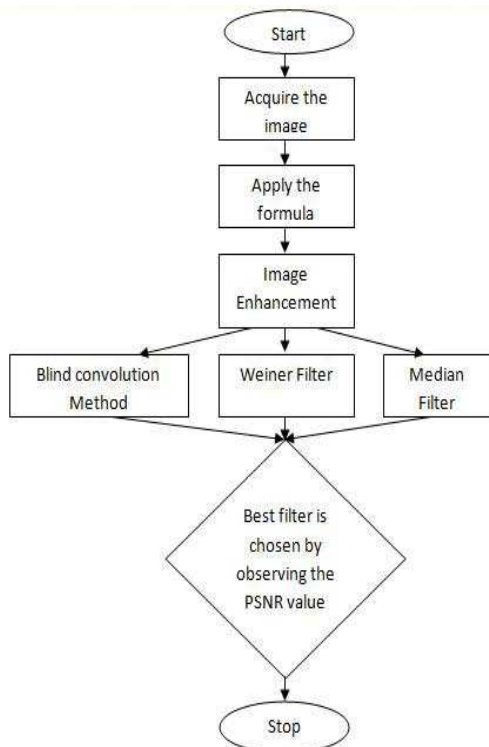 Start
Acquire the
image
Apply the
formula
Image
Enhancement
Blind convolution
Method
Weiner Filter
Median
Filter
Best filter is
chosen by
observing the
PSNR value
Stop